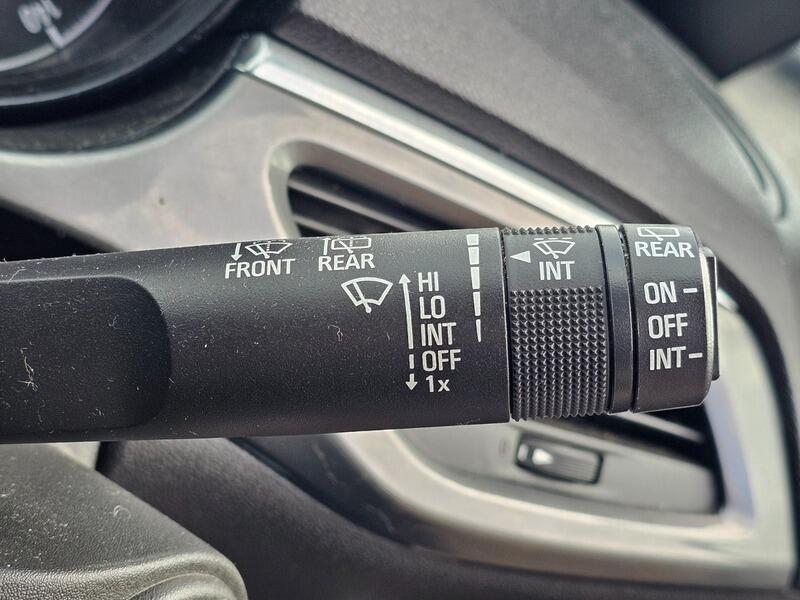 FRONT
REAR
HI
LO
INT
OFF
1x
INT
REAR
ON
OFF
INT